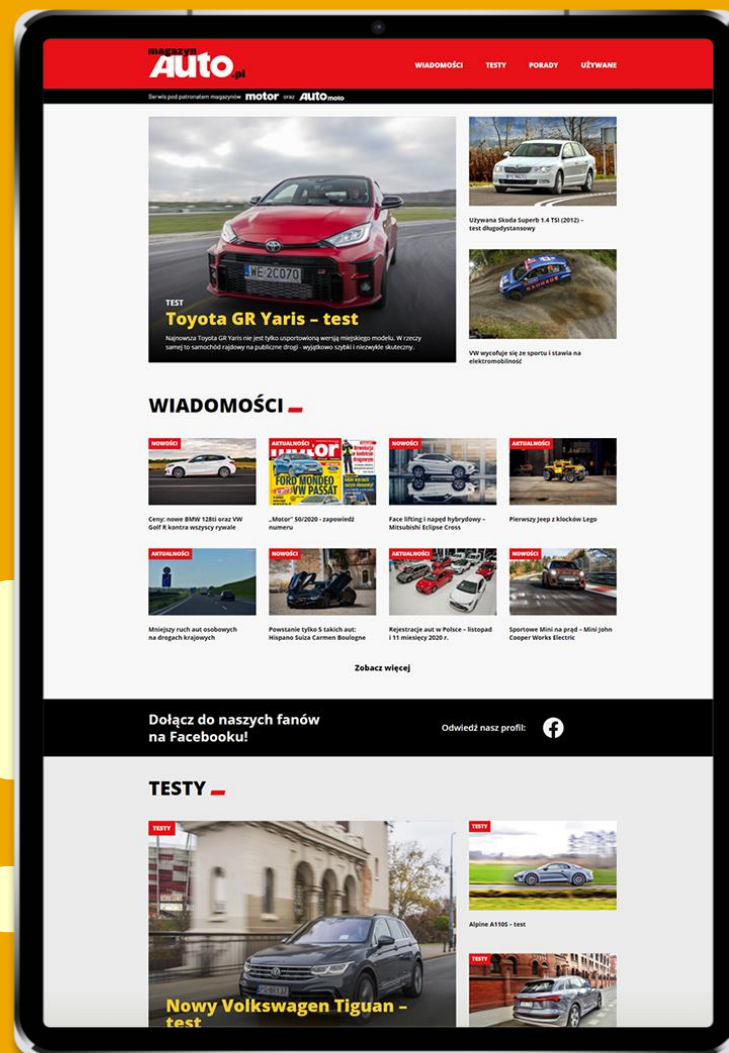 magazyn
Auto.pl
WIADOMOŚCI
TESTY
PORADY
UŻYWANE
Serwis pod patronatem magazynów motor oraz AUTO moto
WE 2C070
TEST
Toyota GR Yaris – test
Najnowsza Toyota GR Yaris nie jest tylko usportowioną wersją miejskiego modelu. W rzeczy
samej to samochód rajdowy na publiczne drogi - wyjątkowo szybki i niezwykle skuteczny.
Używana Skoda Superb 1.4 TSI (2012) –
test długodystansowy
VW wycofuje się ze sportu i stawia na
elektromobilność
WIADOMOŚCI
NOWOŚCI
Ceny: nowe BMW 128ti oraz VW
Golf R kontra wszyscy rywale
AKTUALNOŚCI
motor
FORD MONDEO
VW PASSAT
„Motor” 50/2020 - zapowiedź
numeru
NOWOŚCI
Face lifting i napęd hybrydowy –
Mitsubishi Eclipse Cross
AKTUALNOŚCI
Pierwszy Jeep z klocków Lego
AKTUALNOŚCI
Mniejszy ruch aut osobowych
na drogach krajowych
NOWOŚCI
Powstanie tylko 5 takich aut:
Hispano Suiza Carmen Boulogne
AKTUALNOŚCI
Rejestracje aut w Polsce – listopad
i 11 miesięcy 2020 r.
NOWOŚCI
Sportowe Mini na prąd – Mini John
Cooper Works Electric
Zobacz więcej
Dołącz do naszych fanów
na Facebooku!
Odwiedź nasz profil:
TESTY
TESTY
Nowy Volkswagen Tiguan –
test
TESTY
Alpine A110S – test
TESTY